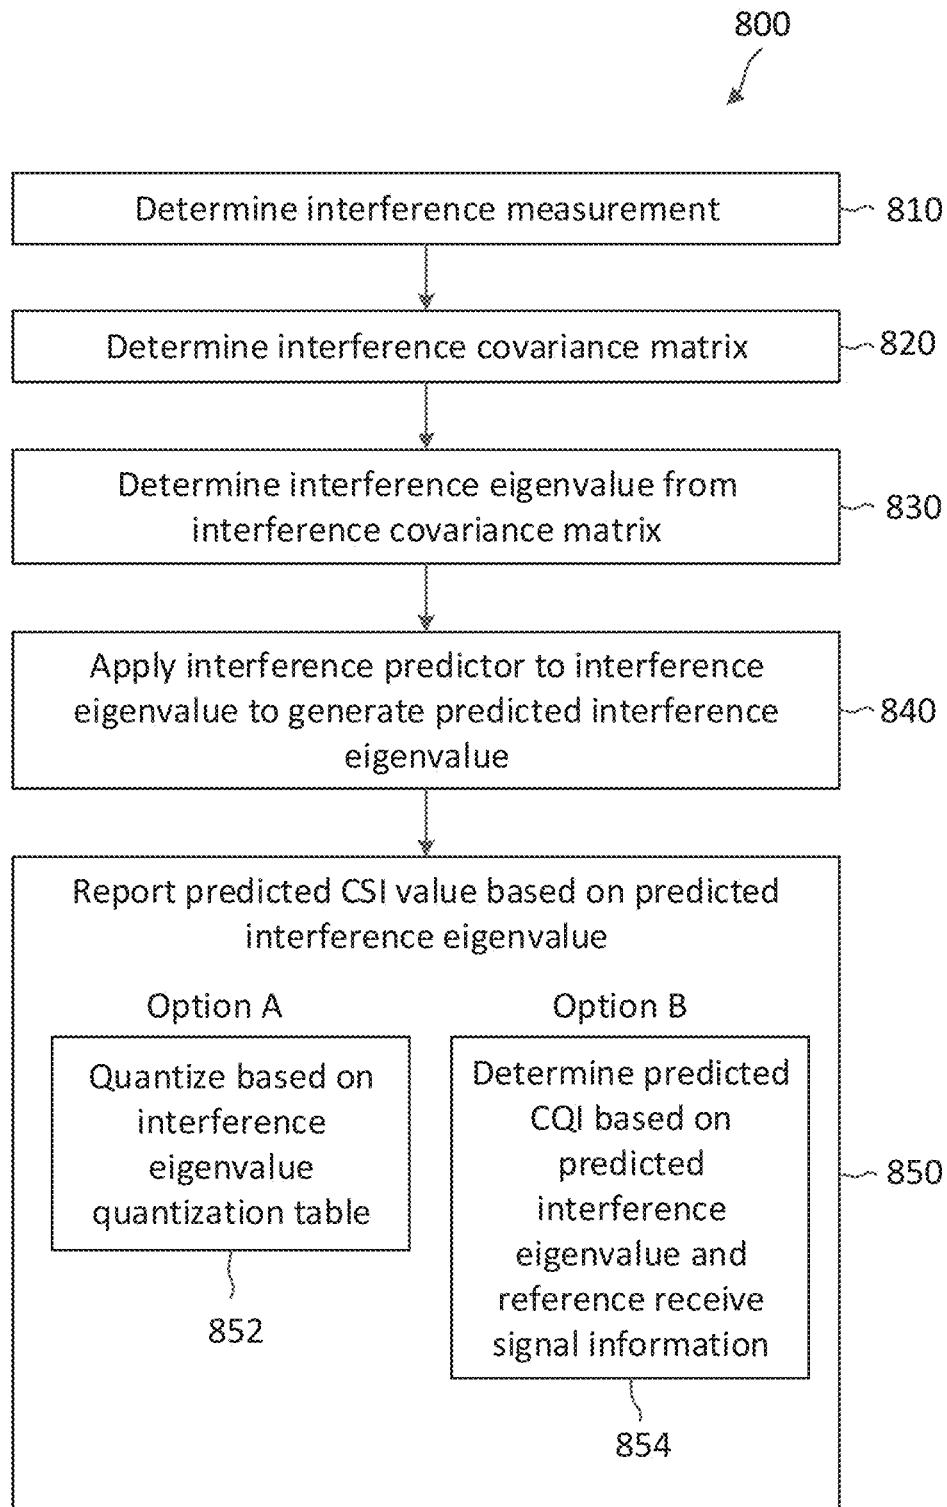 800
Determine interference measurement
810
Determine interference covariance matrix
820
Determine interference eigenvalue from
interference covariance matrix
830
Apply interference predictor to interference
eigenvalue to generate predicted interference
eigenvalue
840
Report predicted CSI value based on predicted
interference eigenvalue
Option A
Quantize based on
interference
eigenvalue
quantization table
852
Option B
Determine predicted
CQI based on
predicted
interference
eigenvalue and
reference receive
signal information
854
850